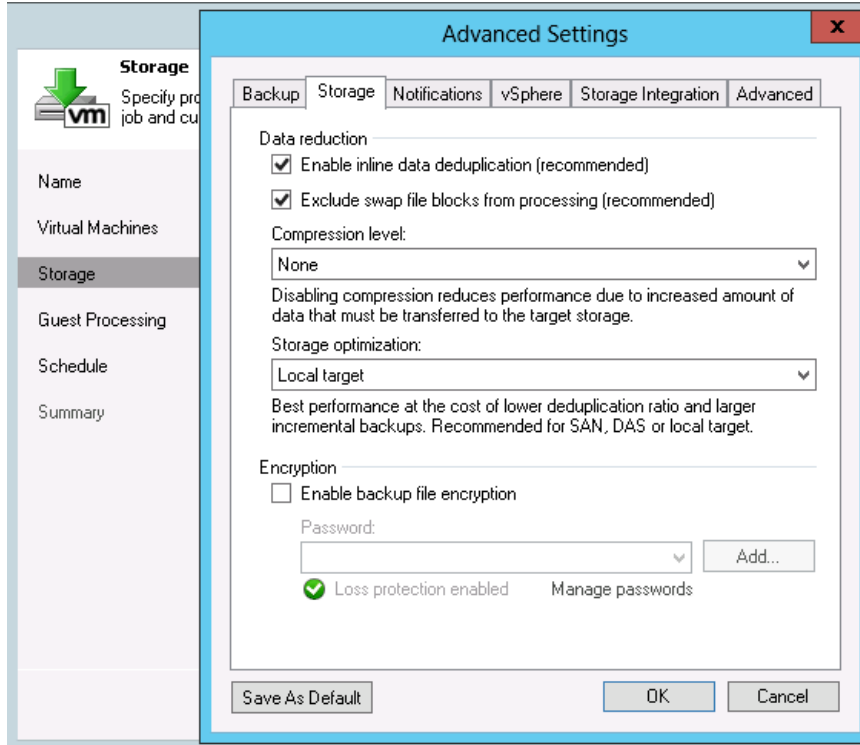 Advanced Settings
x
Storage
Specify pro
job and cu
vm
Name
Virtual Machines
Storage
Guest Processing
Schedule
Summary
Backup
Storage
Notifications
vSphere
Storage Integration
Advanced
Data reduction
Enable inline data deduplication (recommended)
Exclude swap file blocks from processing (recommended)
Compression level:
None
Disabling compression reduces performance due to increased amount of
data that must be transferred to the target storage.
Storage optimization:
Local target
Best performance at the cost of lower deduplication ratio and larger
incremental backups. Recommended for SAN, DAS or local target.
Encryption
Enable backup file encryption
Password:
Add...
Loss protection enabled
Manage passwords
Save As Default
OK
Cancel